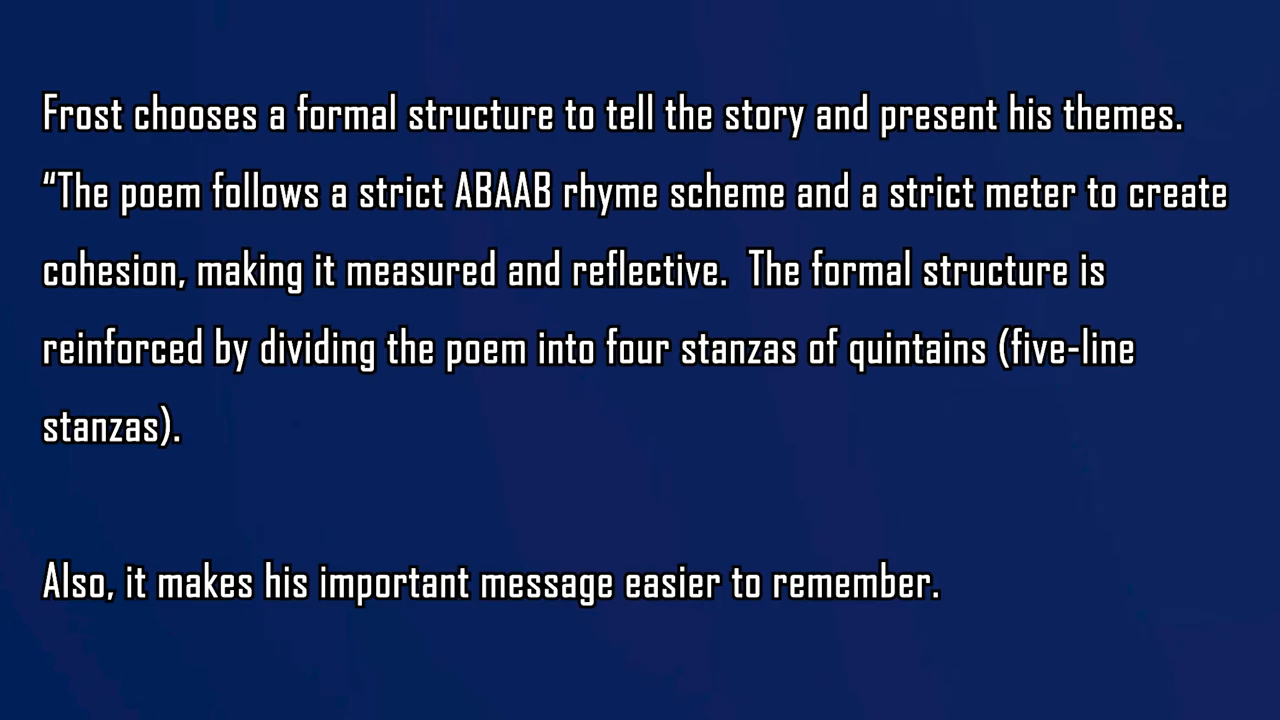 Frost chooses a formal structure to tell the story and present his themes.
“The poem follows a strict ABAAB rhyme scheme and a strict meter to create
cohesion, making it measured and reflective.  The formal structure is
reinforced by dividing the poem into four stanzas of quintains (five-line
stanzas).
Also, it makes his important message easier to remember.